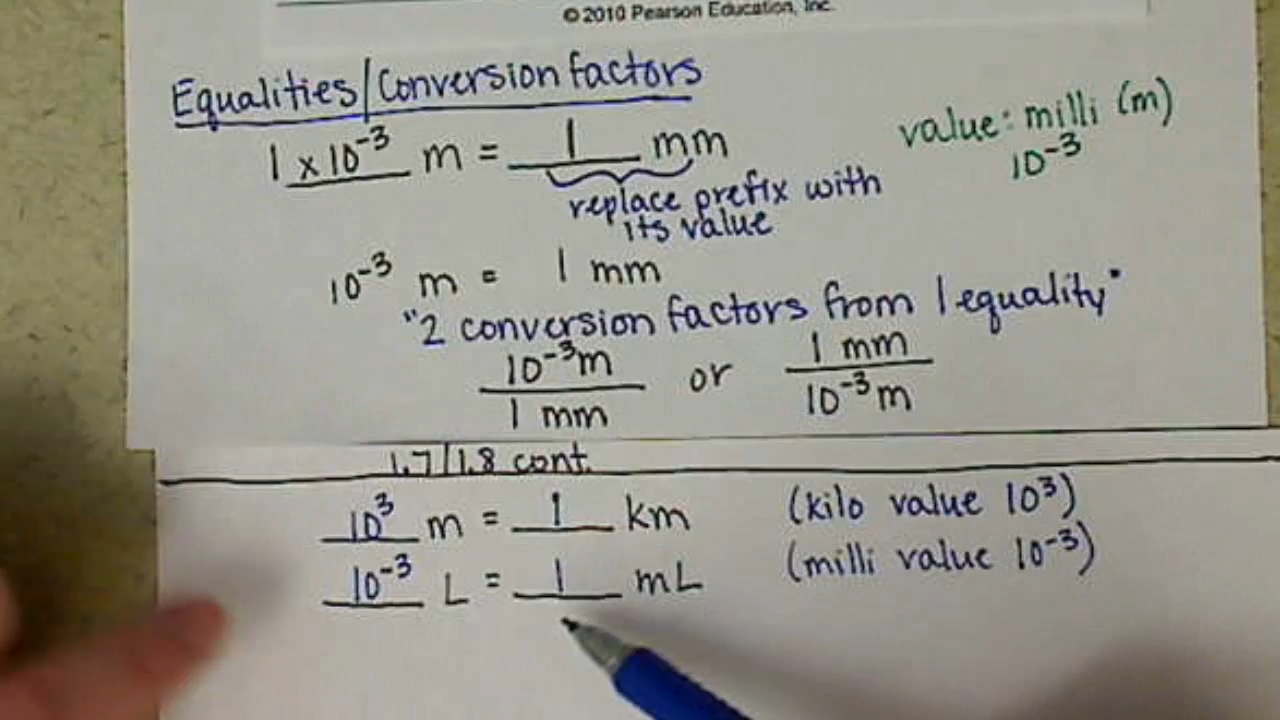 © 2010 Pearson Education, Inc.
Equalities/Conversion factors
1 x 10⁻³ m = 1 mm
value: milli (m)
10⁻³
replace prefix with
its value
10⁻³ m = 1 mm
"2 conversion factors from 1 equality"
10⁻³m or 1 mm
1 mm 10⁻³m
1.7/1.8 cont.
10³ m = 1 km (kilo value 10³)
10⁻³ L = 1 mL (milli value 10⁻³)